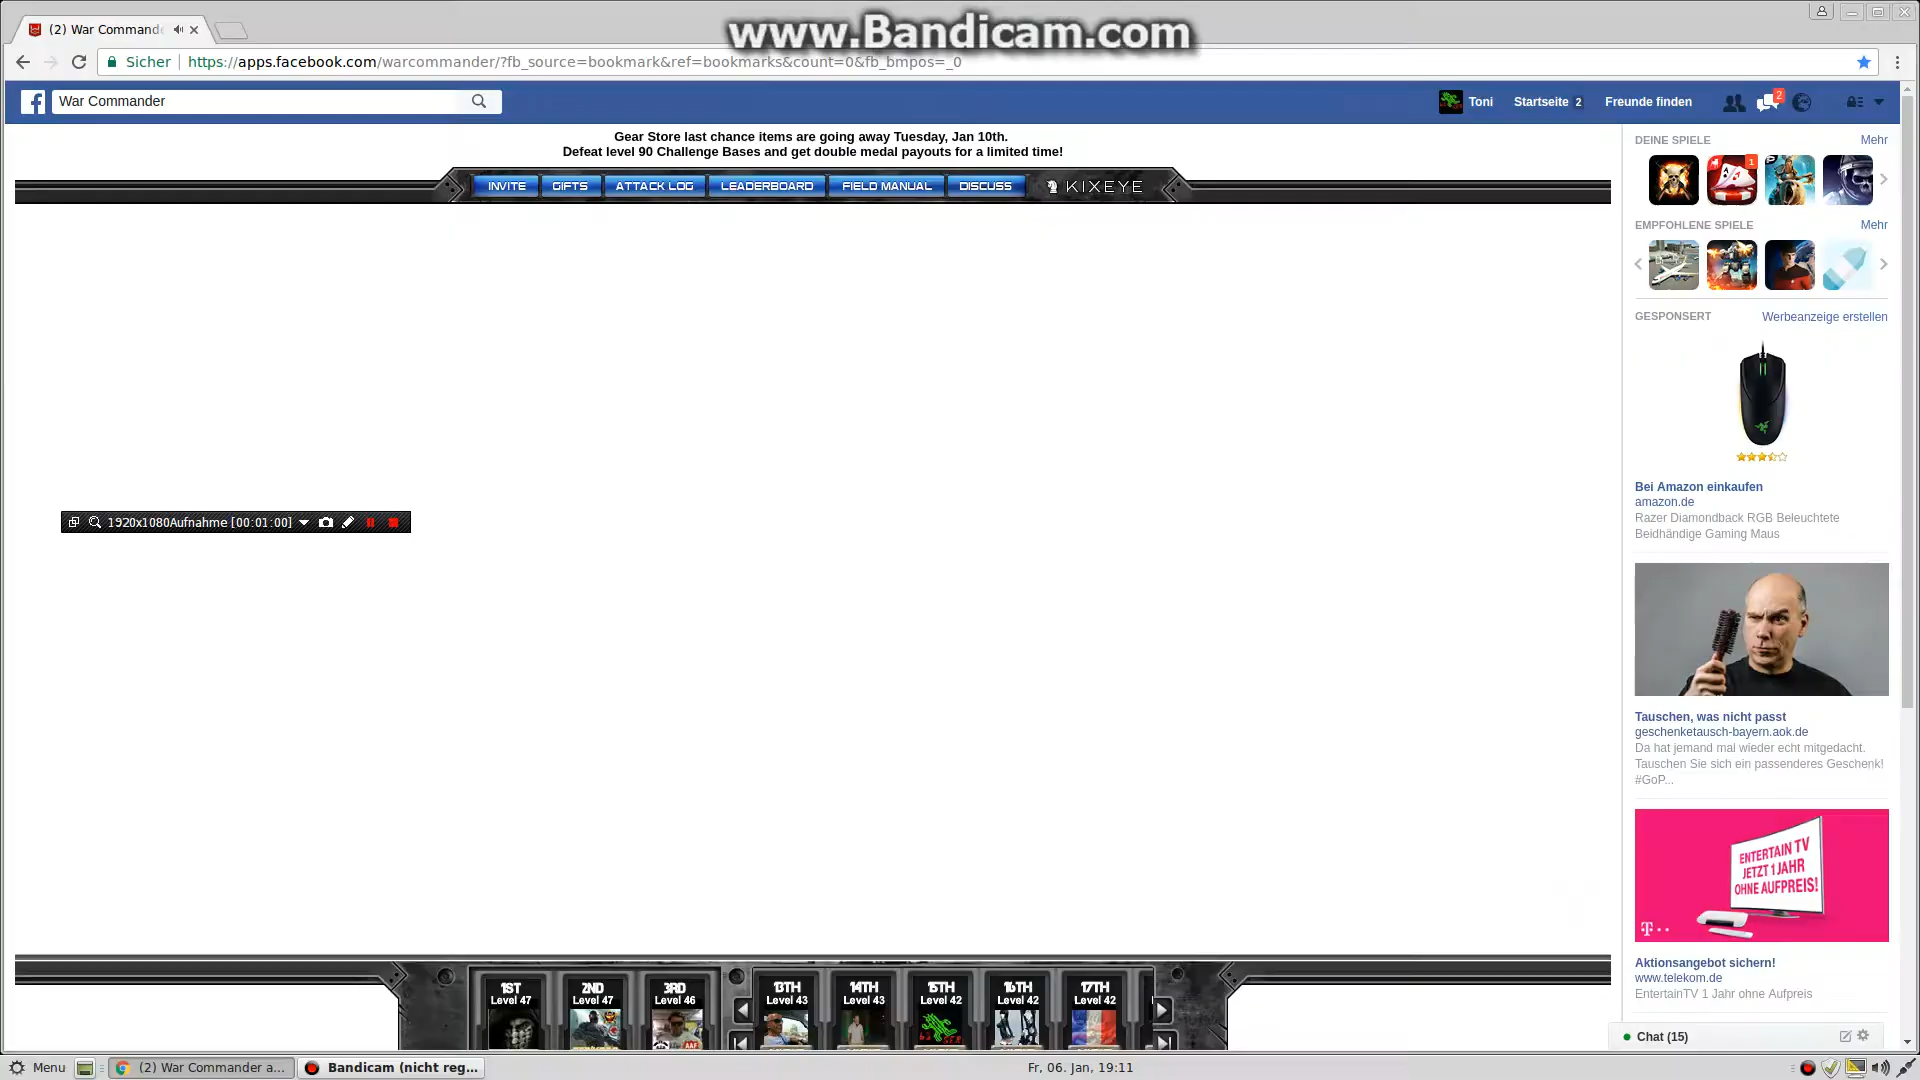 www.Bandicam.com
(2) War Commande
Sicher
https://apps.facebook.com/warcommander/?fb_source=bookmark&ref=bookmarks&count=0&fb_bmpos=_0
War Commander
Toni
Startseite 2
Freunde finden
2
Gear Store last chance items are going away Tuesday, Jan 10th.
Defeat level 90 Challenge Bases and get double medal payouts for a limited time!
INVITE
GIFTS
ATTACK LOG
LEADERBOARD
FIELD MANUAL
DISCUSS
KIXEYE
DEINE SPIELE
Mehr
1
EMPFOHLENE SPIELE
Mehr
GESPONSERT
Werbeanzeige erstellen
Bei Amazon einkaufen
amazon.de
Razer Diamondback RGB Beleuchtete
Beidhändige Gaming Maus
1920x1080Aufnahme [00:01:00]
Tauschen, was nicht passt
geschenketausch-bayern.aok.de
Da hat jemand mal wieder echt mitgedacht.
Tauschen Sie sich ein passenderes Geschenk!
#GoP...
ENTERTAIN TV
JETZT 1 JAHR
OHNE AUFPREIS!
T
Aktionsangebot sichern!
www.telekom.de
EntertainTV 1 Jahr ohne Aufpreis
1ST
Level 47
2ND
Level 47
3RD
Level 46
AAF
13TH
Level 43
14TH
Level 43
15TH
Level 42
16TH
Level 42
17TH
Level 42
Chat (15)
Menu
(2) War Commander a...
Bandicam (nicht reg...
Fr, 06. Jan, 19:11